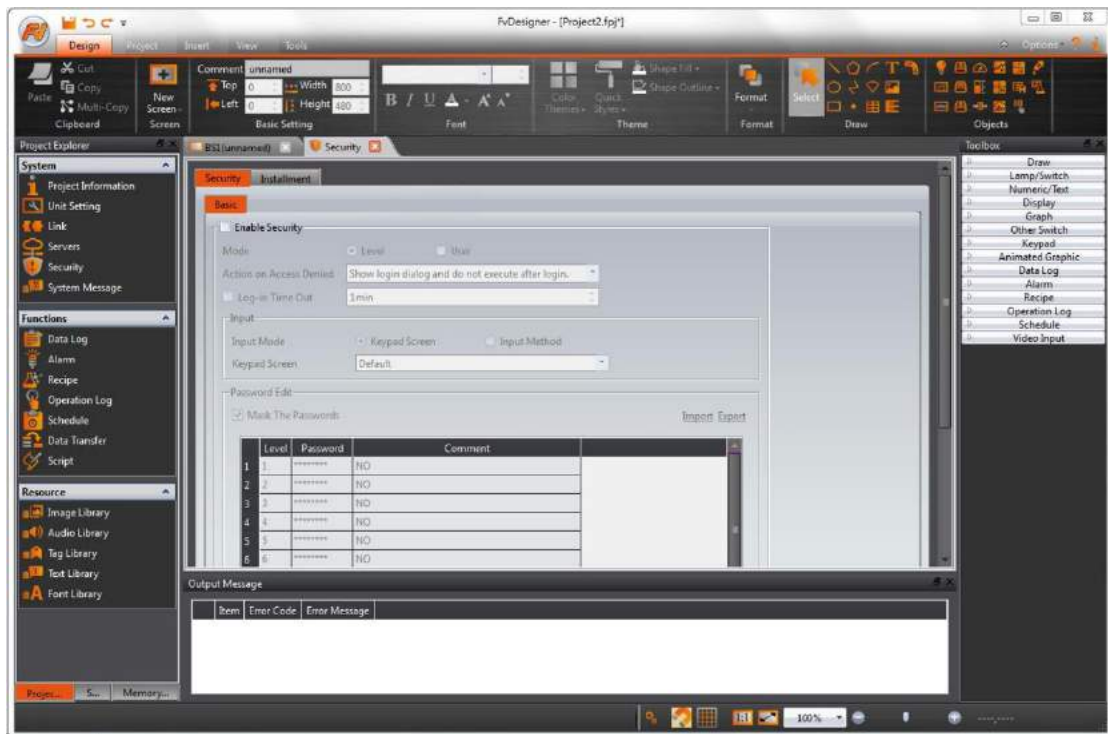 FvDesigner - [Project2.fpj*]
Design Project Insert View Tools
Options
Paste
Cut
Copy
Multi-Copy
Clipboard
New
Screen
Screen
Comment unnamed
Top 0 Width 800
Left 0 Height 480
Basic Setting
B I U A A A
Font
Color
Themes
Quick
Styles
Shape Fill
Shape Outline
Theme
Format
Format
Select
Draw
Objects
Project Explorer
System
Project Information
Unit Setting
Link
Servers
Security
System Message
Functions
Data Log
Alarm
Recipe
Operation Log
Schedule
Data Transfer
Script
Resource
Image Library
Audio Library
Tag Library
Text Library
Font Library
Projec... S... Memory...
BS1(unnamed) Security
Security Installment
Basic
Enable Security
Mode Level User
Action on Access Denied Show login dialog and do not execute after login.
Log-in Time Out 1min
Input
Input Mode Keypad Screen Input Method
Keypad Screen Default
Password Edit
Mask The Passwords Import Export
Level Password Comment
1 1 ******** NO
2 2 ******** NO
3 3 ******** NO
4 4 ******** NO
5 5 ******** NO
6 6 ******** NO
Output Message
Item Error Code Error Message
Toolbox
Draw
Lamp/Switch
Numeric/Text
Display
Graph
Other Switch
Keypad
Animated Graphic
Data Log
Alarm
Recipe
Operation Log
Schedule
Video Input
1:1 100% ----,----